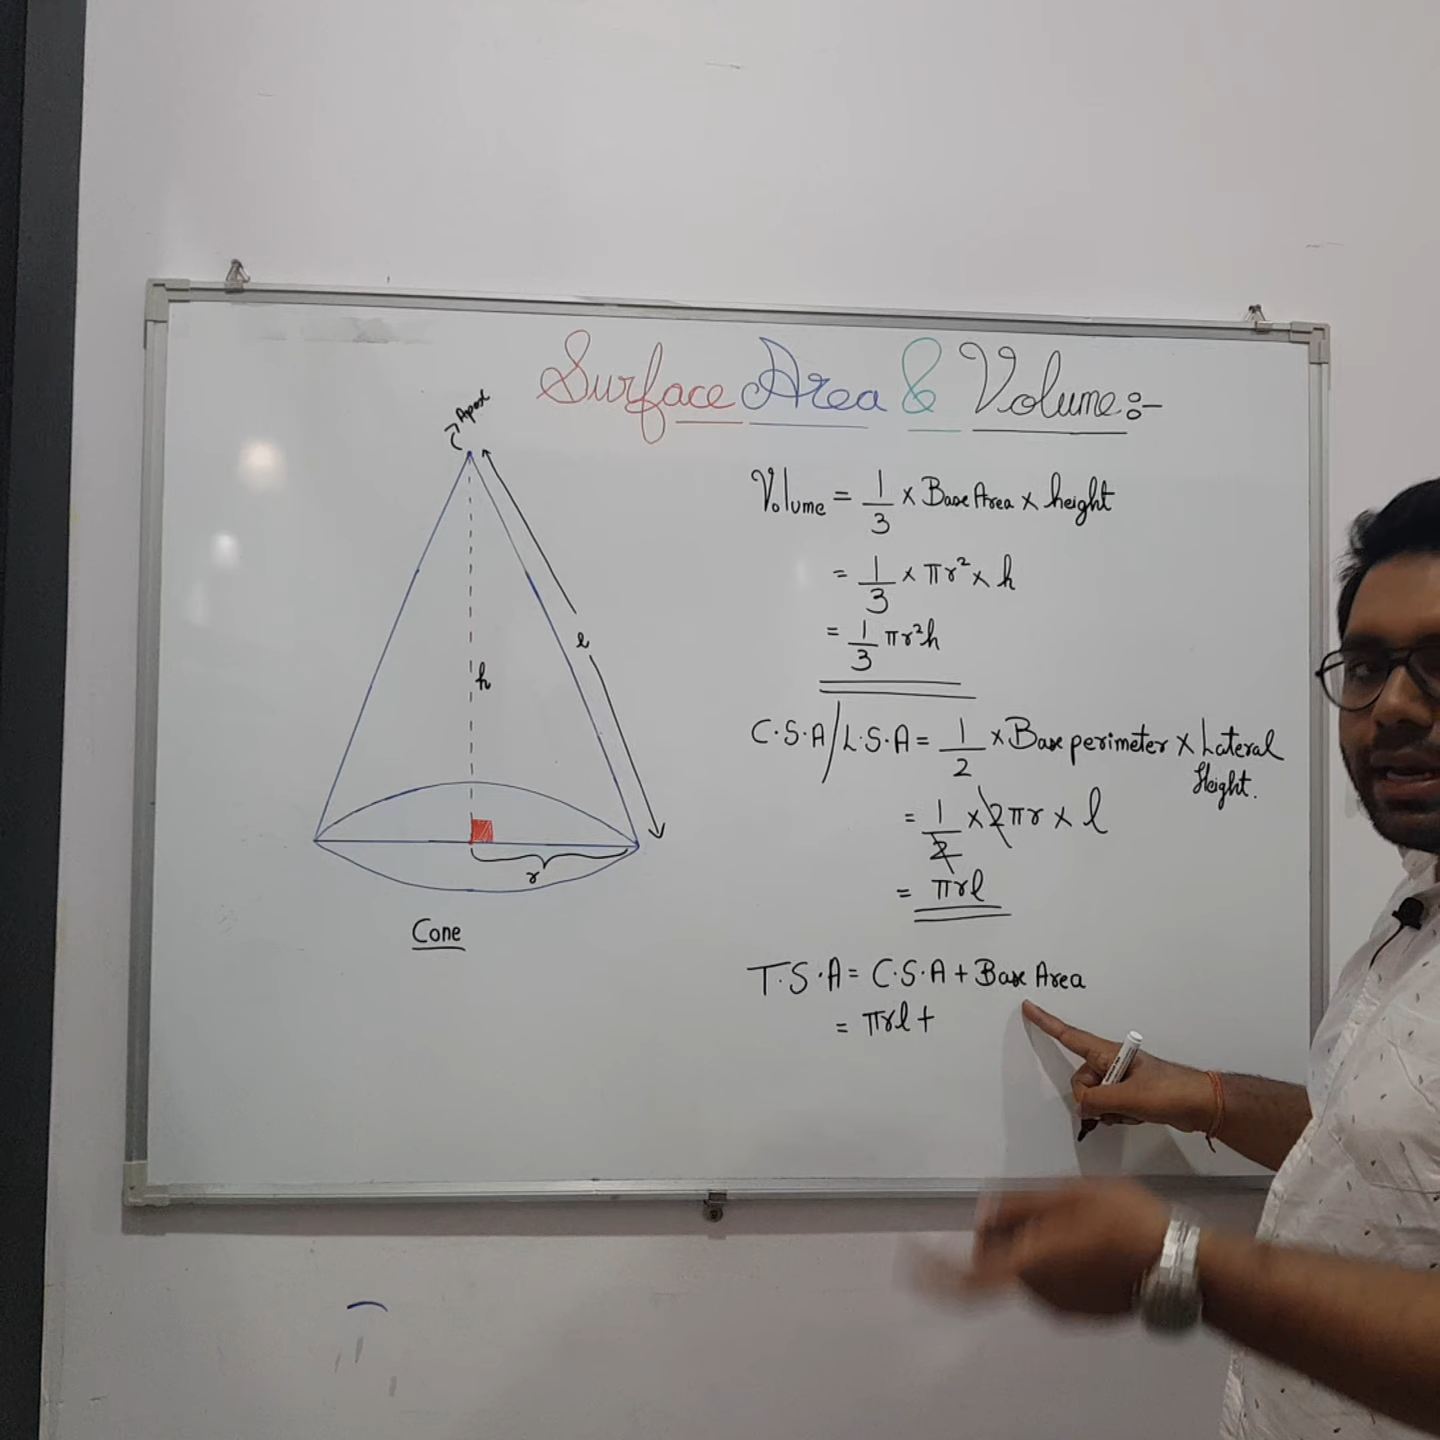 Surface Area & Volume:-
Apex
l
h
r
Cone
Volume = 1/3 × Base Area × height
= 1/3 × πr² × h
= 1/3 πr²h
C.S.A/L.S.A = 1/2 × Base perimeter × Lateral Height.
= 1/2 × 2πr × l
= πrl
T.S.A = C.S.A + Base Area
= πrl +